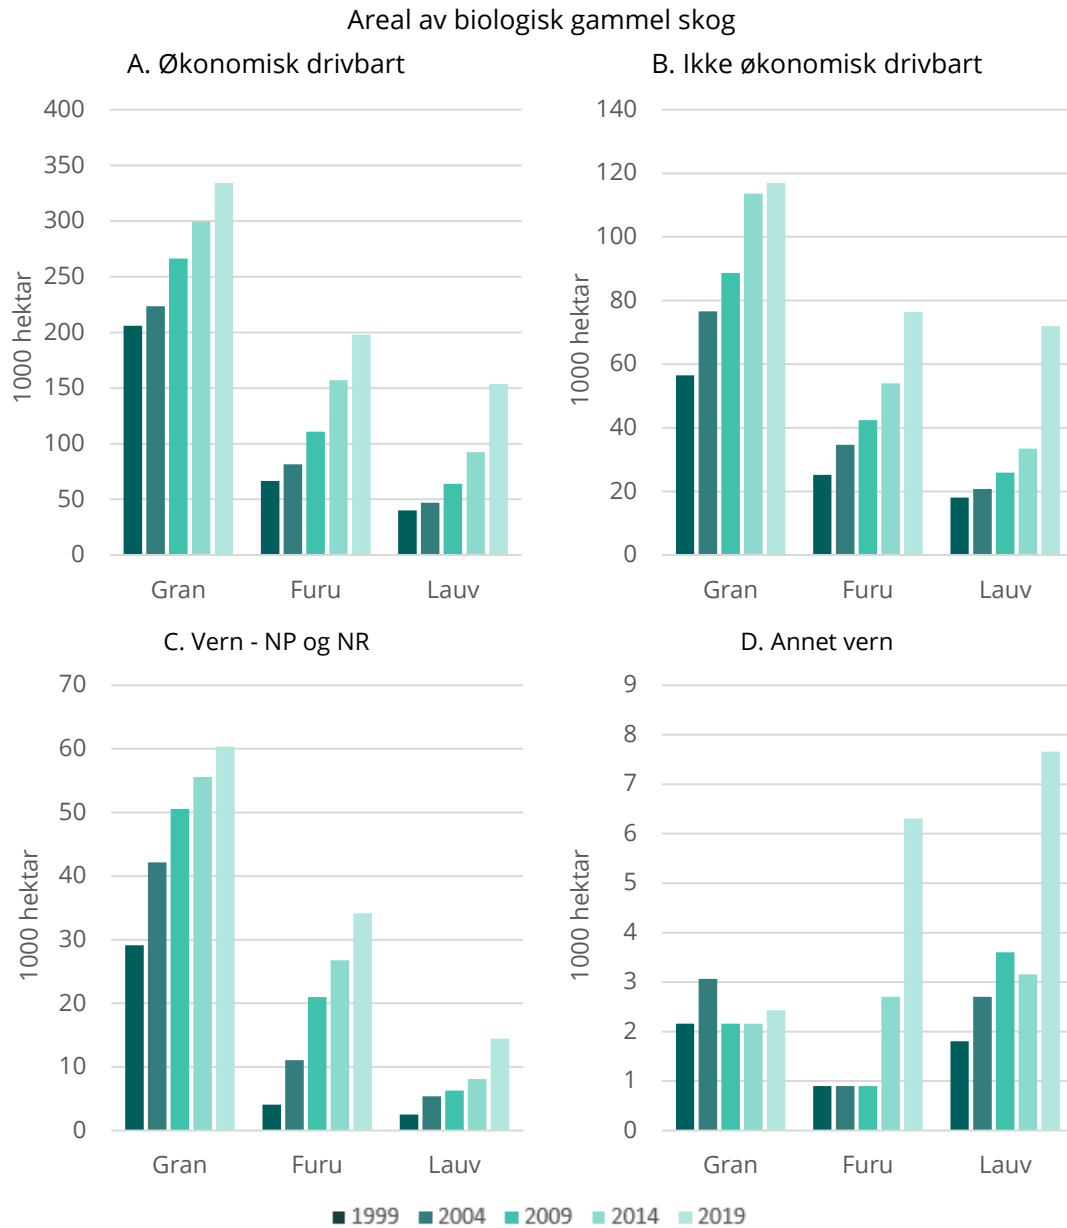 Areal av biologisk gammel skog
A. Økonomisk drivbart
400
350
300
250
200
150
100
50
0
1000 hektar
Gran Furu Lauv
B. Ikke økonomisk drivbart
140
120
100
80
60
40
20
0
1000 hektar
Gran Furu Lauv
C. Vern - NP og NR
70
60
50
40
30
20
10
0
1000 hektar
Gran Furu Lauv
D. Annet vern
9
8
7
6
5
4
3
2
1
0
1000 hektar
Gran Furu Lauv
1999 2004 2009 2014 2019